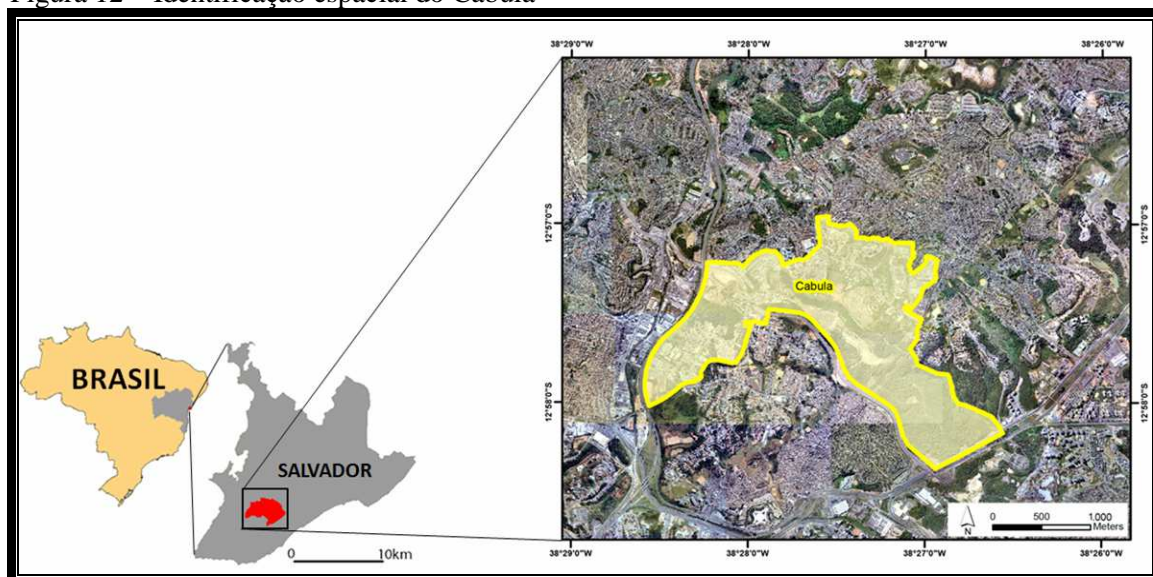 Figura 12 – Identificação espacial do Cabula
38°29'0"W 38°28'0"W 38°27'0"W 38°26'0"W
12°57'0"S 12°57'0"S
Cabula
BRASIL
12°58'0"S 12°58'0"S
SALVADOR
0 10km
0 500 1.000
Meters
N
38°29'0"W 38°28'0"W 38°27'0"W 38°26'0"W